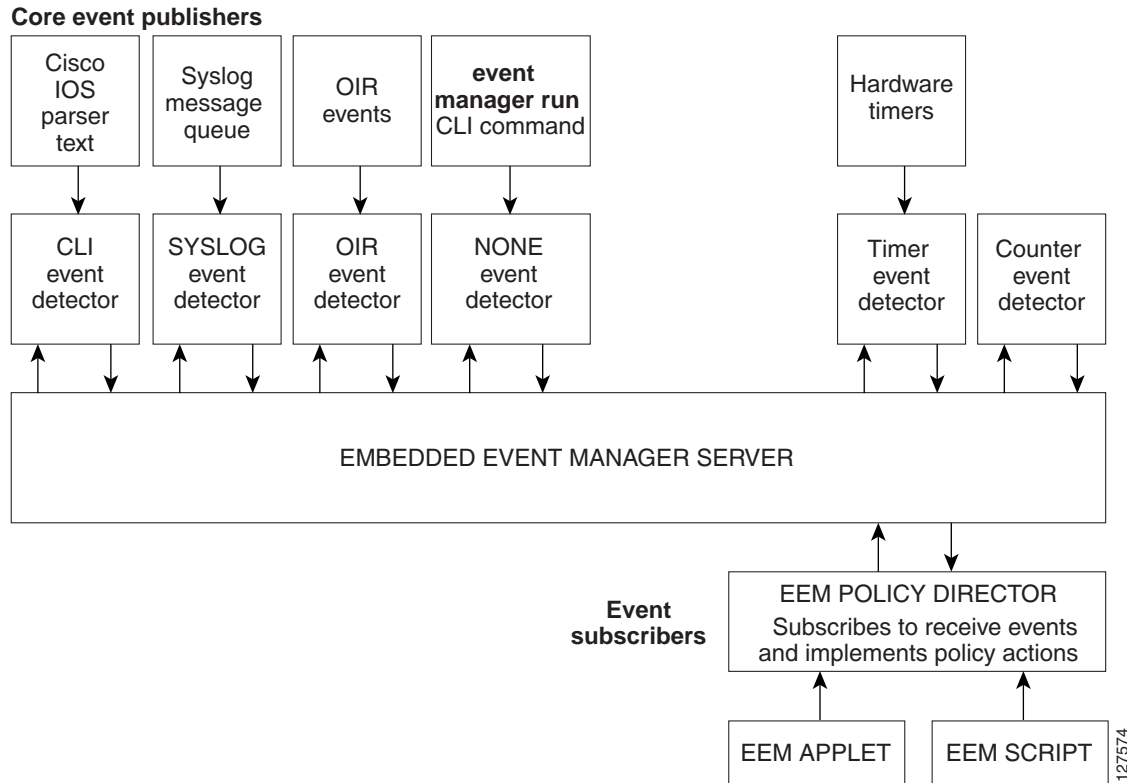 Core event publishers
Cisco
IOS
parser
text
Syslog
message
queue
OIR
events
event
manager run
CLI command
Hardware
timers
CLI
event
detector
SYSLOG
event
detector
OIR
event
detector
NONE
event
detector
Timer
event
detector
Counter
event
detector
EMBEDDED EVENT MANAGER SERVER
Event
subscribers
EEM POLICY DIRECTOR
Subscribes to receive events
and implements policy actions
EEM APPLET
EEM SCRIPT
127574